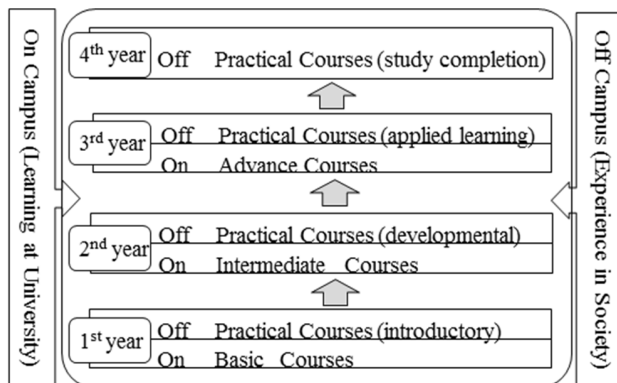 On Campus (Learning at University)
4th year
Off Practical Courses (study completion)
3rd year
Off Practical Courses (applied learning)
On Advance Courses
2nd year
Off Practical Courses (developmental)
On Intermediate Courses
1st year
Off Practical Courses (introductory)
On Basic Courses
Off Campus (Experience in Society)